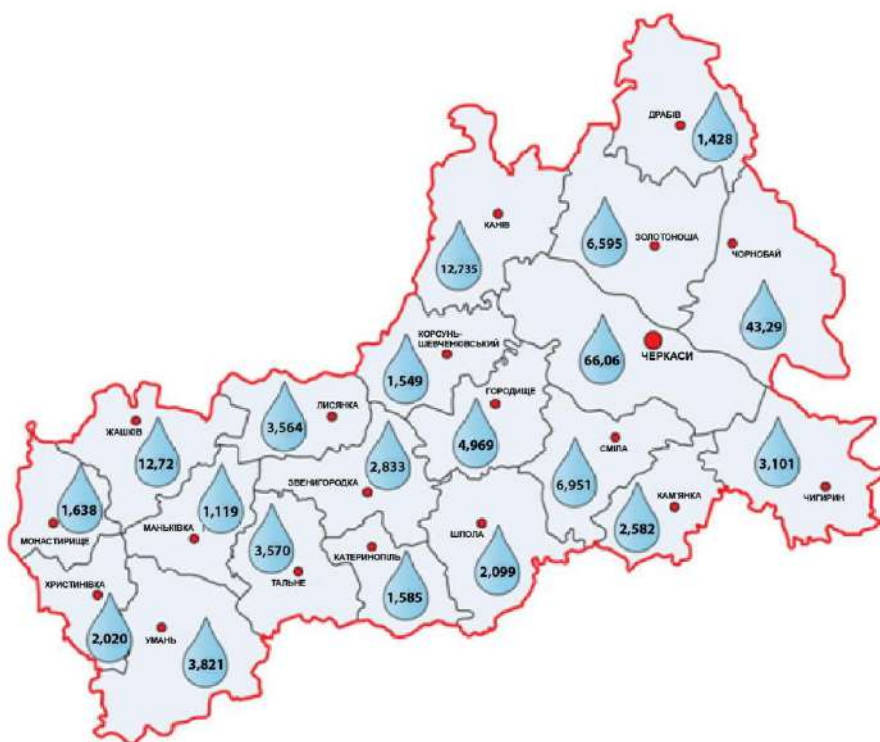 ДРАБІВ
1,428
КАНІВ
12,735
6,595
ЗОЛОТОНОША
ЧОРНОБАЙ
43,29
КОРСУНЬ-
ШЕВЧЕНКІВСЬКИЙ
1,549
66,06
ЧЕРКАСИ
ГОРОДИЩЕ
4,969
ЛИСЯНКА
3,564
ЖАШКІВ
12,72
СМІЛА
6,951
2,833
ЗВЕНИГОРОДКА
3,101
ЧИГИРИН
КАМ'ЯНКА
2,582
1,638
МОНАСТИРИЩЕ
1,119
МАНЬКІВКА
3,570
ТАЛЬНЕ
КАТЕРИНОПІЛЬ
1,585
ШПОЛА
2,099
ХРИСТИНІВКА
2,020
УМАНЬ
3,821